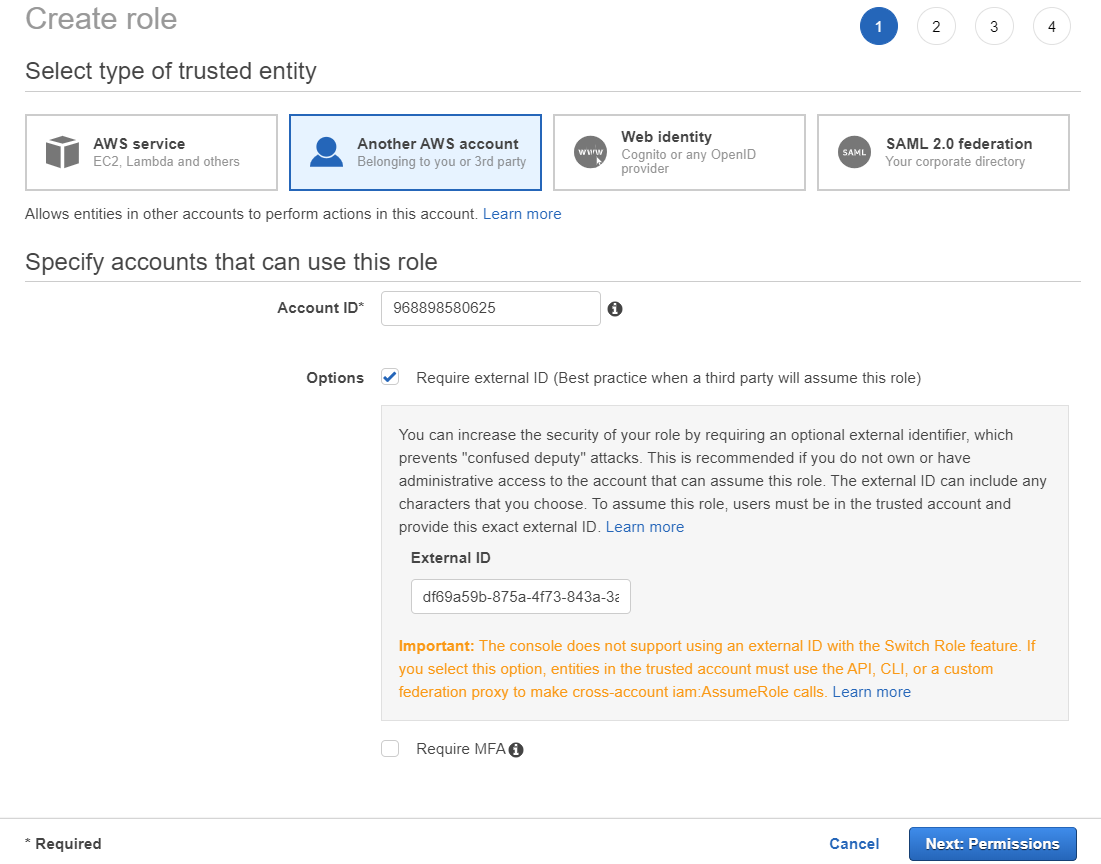 Create role
1 2 3 4
Select type of trusted entity
AWS service
EC2, Lambda and others
Another AWS account
Belonging to you or 3rd party
WWW
Web identity
Cognito or any OpenID
provider
SAML
SAML 2.0 federation
Your corporate directory
Allows entities in other accounts to perform actions in this account. Learn more
Specify accounts that can use this role
Account ID* 968898580625
Options Require external ID (Best practice when a third party will assume this role)
You can increase the security of your role by requiring an optional external identifier, which
prevents "confused deputy" attacks. This is recommended if you do not own or have
administrative access to the account that can assume this role. The external ID can include any
characters that you choose. To assume this role, users must be in the trusted account and
provide this exact external ID. Learn more
External ID
df69a59b-875a-4f73-843a-3a
Important: The console does not support using an external ID with the Switch Role feature. If
you select this option, entities in the trusted account must use the API, CLI, or a custom
federation proxy to make cross-account iam:AssumeRole calls. Learn more
Require MFA
* Required
Cancel
Next: Permissions